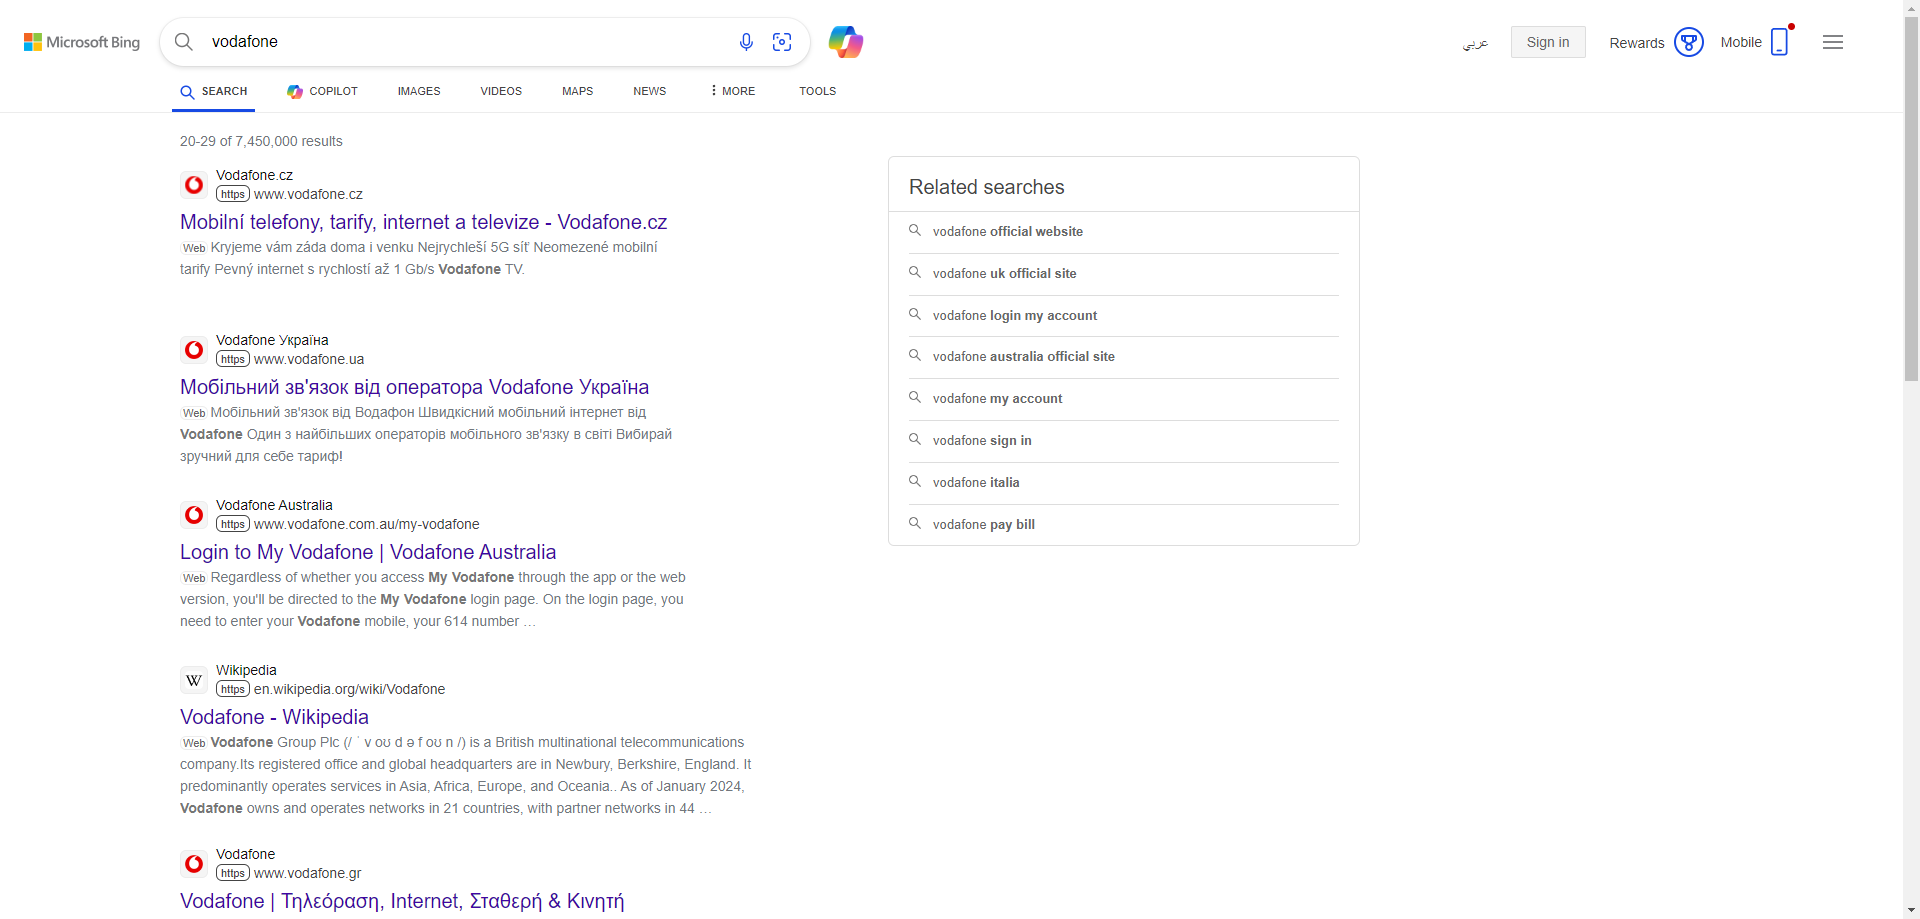 Microsoft Bing
vodafone
عربي
Sign in
Rewards
Mobile
SEARCH
COPILOT
IMAGES
VIDEOS
MAPS
NEWS
MORE
TOOLS
20-29 of 7,450,000 results
Vodafone.cz
https www.vodafone.cz
Mobilní telefony, tarify, internet a televize - Vodafone.cz
Web Kryjeme vám záda doma i venku Nejrychleší 5G síť Neomezené mobilní
tarify Pevný internet s rychlostí až 1 Gb/s Vodafone TV.
Vodafone Україна
https www.vodafone.ua
Мобільний зв'язок від оператора Vodafone Україна
Web Мобільний зв'язок від Водафон Швидкісний мобільний інтернет від
Vodafone Один з найбільших операторів мобільного зв'язку в світі Вибирай
зручний для себе тариф!
Vodafone Australia
https www.vodafone.com.au/my-vodafone
Login to My Vodafone | Vodafone Australia
Web Regardless of whether you access My Vodafone through the app or the web
version, you'll be directed to the My Vodafone login page. On the login page, you
need to enter your Vodafone mobile, your 614 number …
W
Wikipedia
https en.wikipedia.org/wiki/Vodafone
Vodafone - Wikipedia
Web Vodafone Group Plc (/ ˈ v oʊ d ə f oʊ n /) is a British multinational telecommunications
company.Its registered office and global headquarters are in Newbury, Berkshire, England. It
predominantly operates services in Asia, Africa, Europe, and Oceania.. As of January 2024,
Vodafone owns and operates networks in 21 countries, with partner networks in 44 …
Vodafone
https www.vodafone.gr
Vodafone | Τηλεόραση, Internet, Σταθερή & Κινητή
Related searches
vodafone official website
vodafone uk official site
vodafone login my account
vodafone australia official site
vodafone my account
vodafone sign in
vodafone italia
vodafone pay bill